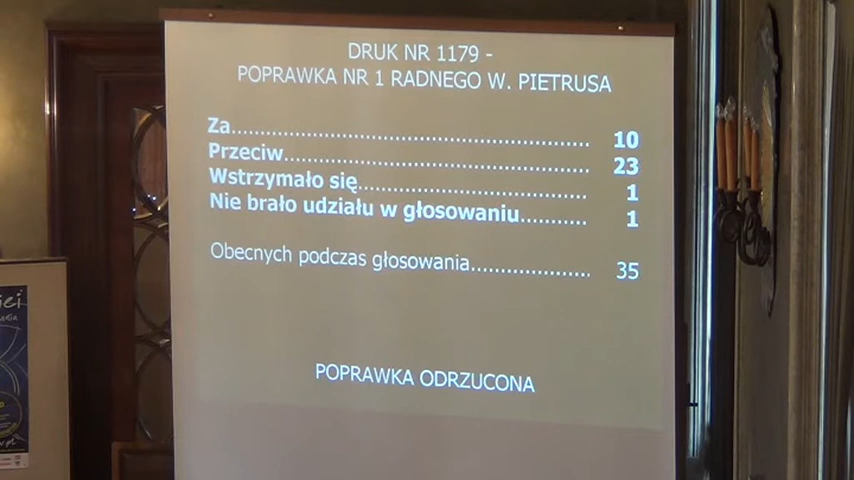 DRUK NR 1179 -
POPRAWKA NR 1 RADNEGO W. PIETRUSA
Za.................................................................. 10
Przeciw........................................................ 23
Wstrzymało się.......................................... 1
Nie brało udziału w głosowaniu............ 1
Obecnych podczas głosowania..................... 35
POPRAWKA ODRZUCONA